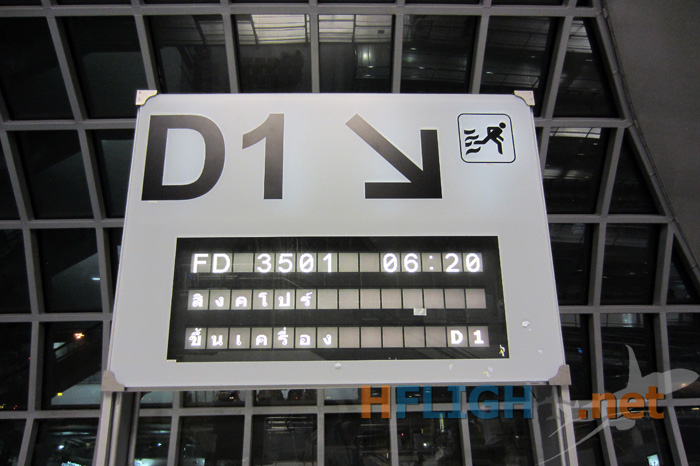 D1
FD 3501 06:20
สิงคโปร์
ขึ้นเครื่อง D1
HFLIGH .net